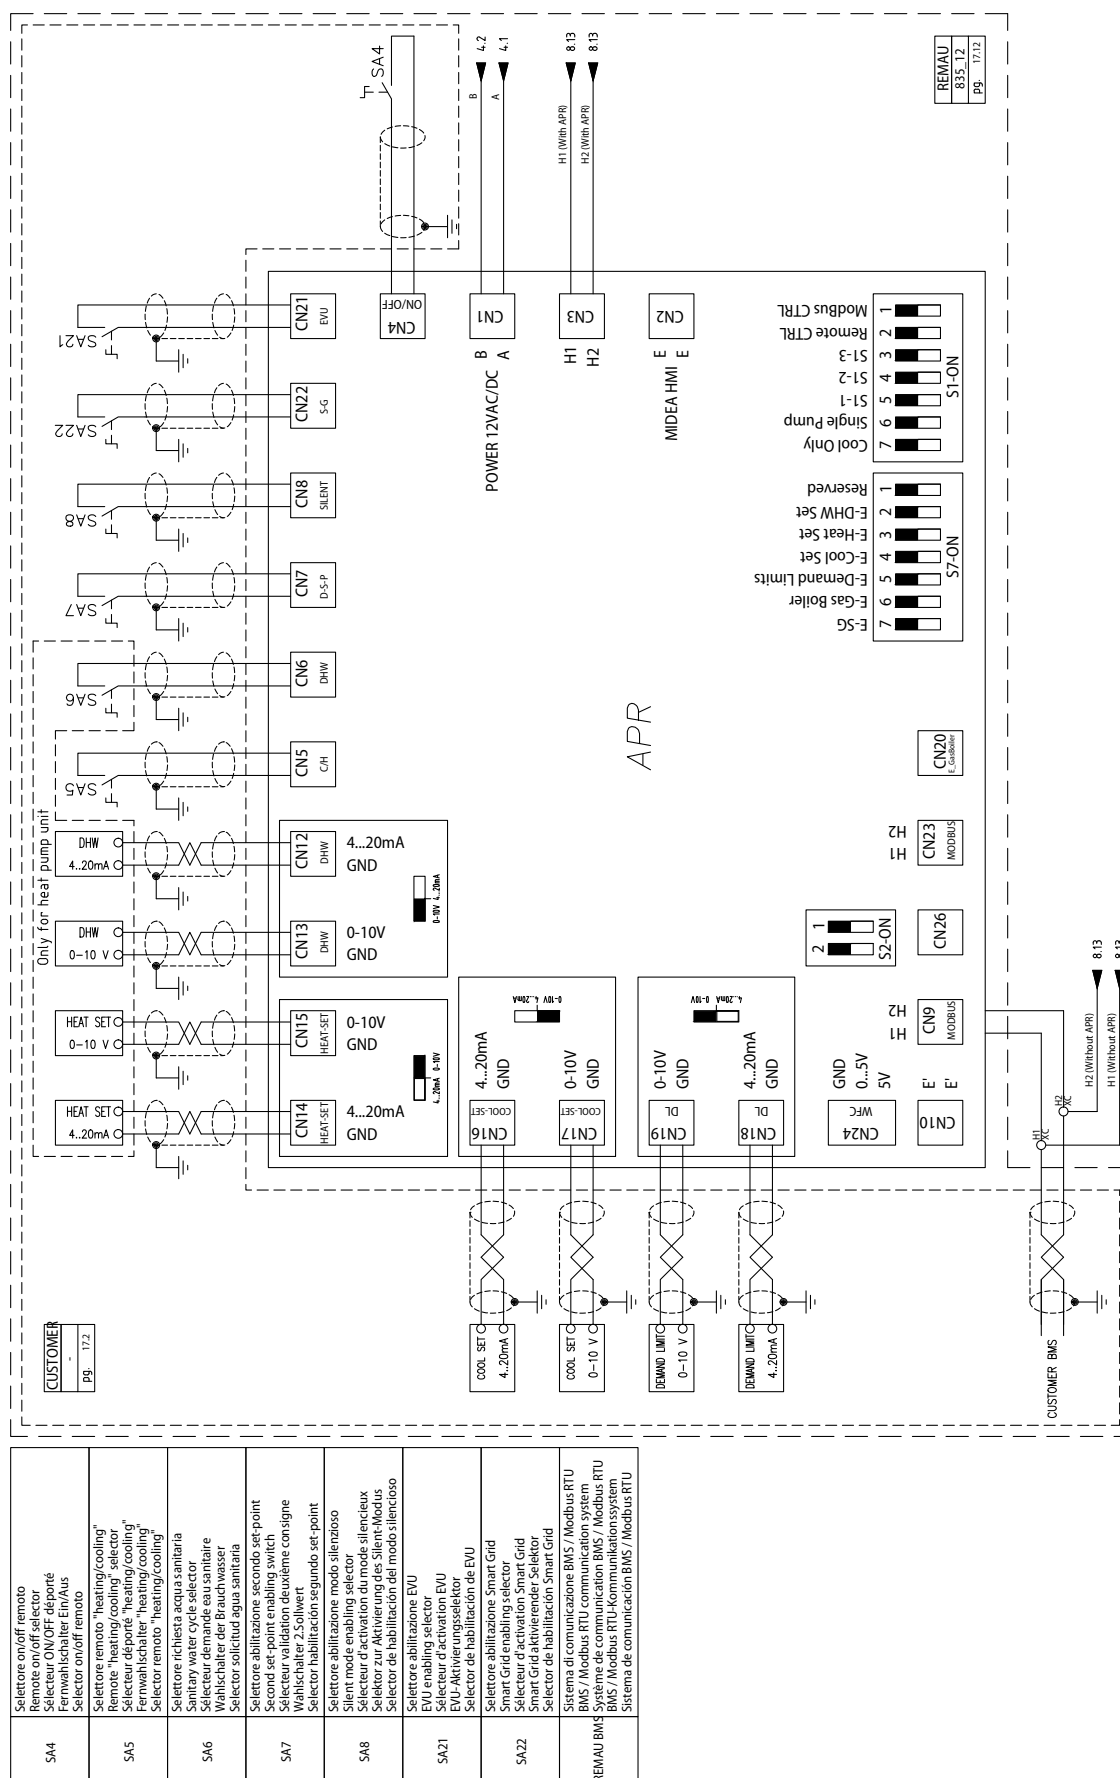 SA4
B
4.2
A
4.1
H1 (With APR)
8.13
H2 (With APR)
8.13
REMAU
835_12
pg. 17.12
SA21
CN21
EVU
SA22
CN22
S-G
SA8
CN8
SILENT
SA7
CN7
D-S-P
SA6
CN6
DHW
SA5
CN5
C/H
Only for heat pump unit
DHW
4..20mA
CN12
DHW
4...20mA
GND
DHW
0-10 V
CN13
DHW
0-10V
GND
0-10V 4..20mA
HEAT SET
0-10 V
CN15
HEAT-SET
0-10V
GND
HEAT SET
4..20mA
CN14
HEAT-SET
4...20mA
GND
4..20mA 0-10V
CN4
ON/OFF
CN1
B
A
POWER 12VAC/DC
CN3
H1
H2
CN2
E
E
MIDEA HMI
ModBus CTRL
Remote CTRL
S1-3
S1-2
S1-1
Single Pump
Cool Only
1
2
3
4
5
6
7
S1-ON
Reserved
E-DHW Set
E-Heat Set
E-Cool Set
E-Demand Limits
E-Gas Boiler
E-SG
1
2
3
4
5
6
7
S7-ON
APR
CN20
E_GasBoiler
H2
H1
CN23
MODBUS
1
2
S2-ON
CN26
H2
H1
CN9
MODBUS
E'
E'
CN10
GND
0...5V
5V
WFC
CN24
4..20mA 0-10V
4...20mA
GND
COOL-SET
CN16
0-10V
GND
COOL-SET
CN17
4..20mA 0-10V
0-10V
GND
DL
CN19
4...20mA
GND
DL
CN18
COOL SET
4..20mA
COOL SET
0-10 V
DEMAND LIMIT
0-10 V
DEMAND LIMIT
4..20mA
H2
XC
H1
XC
H2 (Without APR)
8.13
H1 (Without APR)
8.13
CUSTOMER BMS
CUSTOMER
-
pg. 17.2
SA4
Selettore on/off remoto
Remote on/off selector
Sélecteur ON/OFF déporté
Fernwahlschalter Ein/Aus
Selector on/off remoto
SA5
Selettore remoto "heating/cooling"
Remote "heating/cooling" selector
Sélecteur déporté "heating/cooling"
Fernwahlschalter "heating/cooling"
Selector remoto "heating/cooling"
SA6
Selettore richiesta acqua sanitaria
Sanitary water cycle selector
Sélecteur demande eau sanitaire
Wahlschalter der Brauchwasser
Selector solicitud agua sanitaria
SA7
Selettore abilitazione secondo set-point
Second set-point enabling switch
Sélecteur validation deuxième consigne
Wahlschalter 2.Sollwert
Selector habilitación segundo set-point
SA8
Selettore abilitazione modo silenzioso
Silent mode enabling selector
Sélecteur d'activation du mode silencieux
Selektor zur Aktivierung des Silent-Modus
Selector de habilitación del modo silencioso
SA21
Selettore abilitazione EVU
EVU enabling selector
Sélecteur d'activation EVU
EVU-Aktivierungsselektor
Selector de habilitación de EVU
SA22
Selettore abilitazione Smart Grid
Smart Grid enabling selector
Sélecteur d'activation Smart Grid
Smart Grid aktivierender Selektor
Selector de habilitación Smart Grid
REMAU BMS
Sistema di comunicazione BMS / Modbus RTU
BMS / Modbus RTU communication system
Système de communication BMS / Modbus RTU
BMS / Modbus RTU-Kommunikationssystem
Sistema de comunicación BMS / Modbus RTU